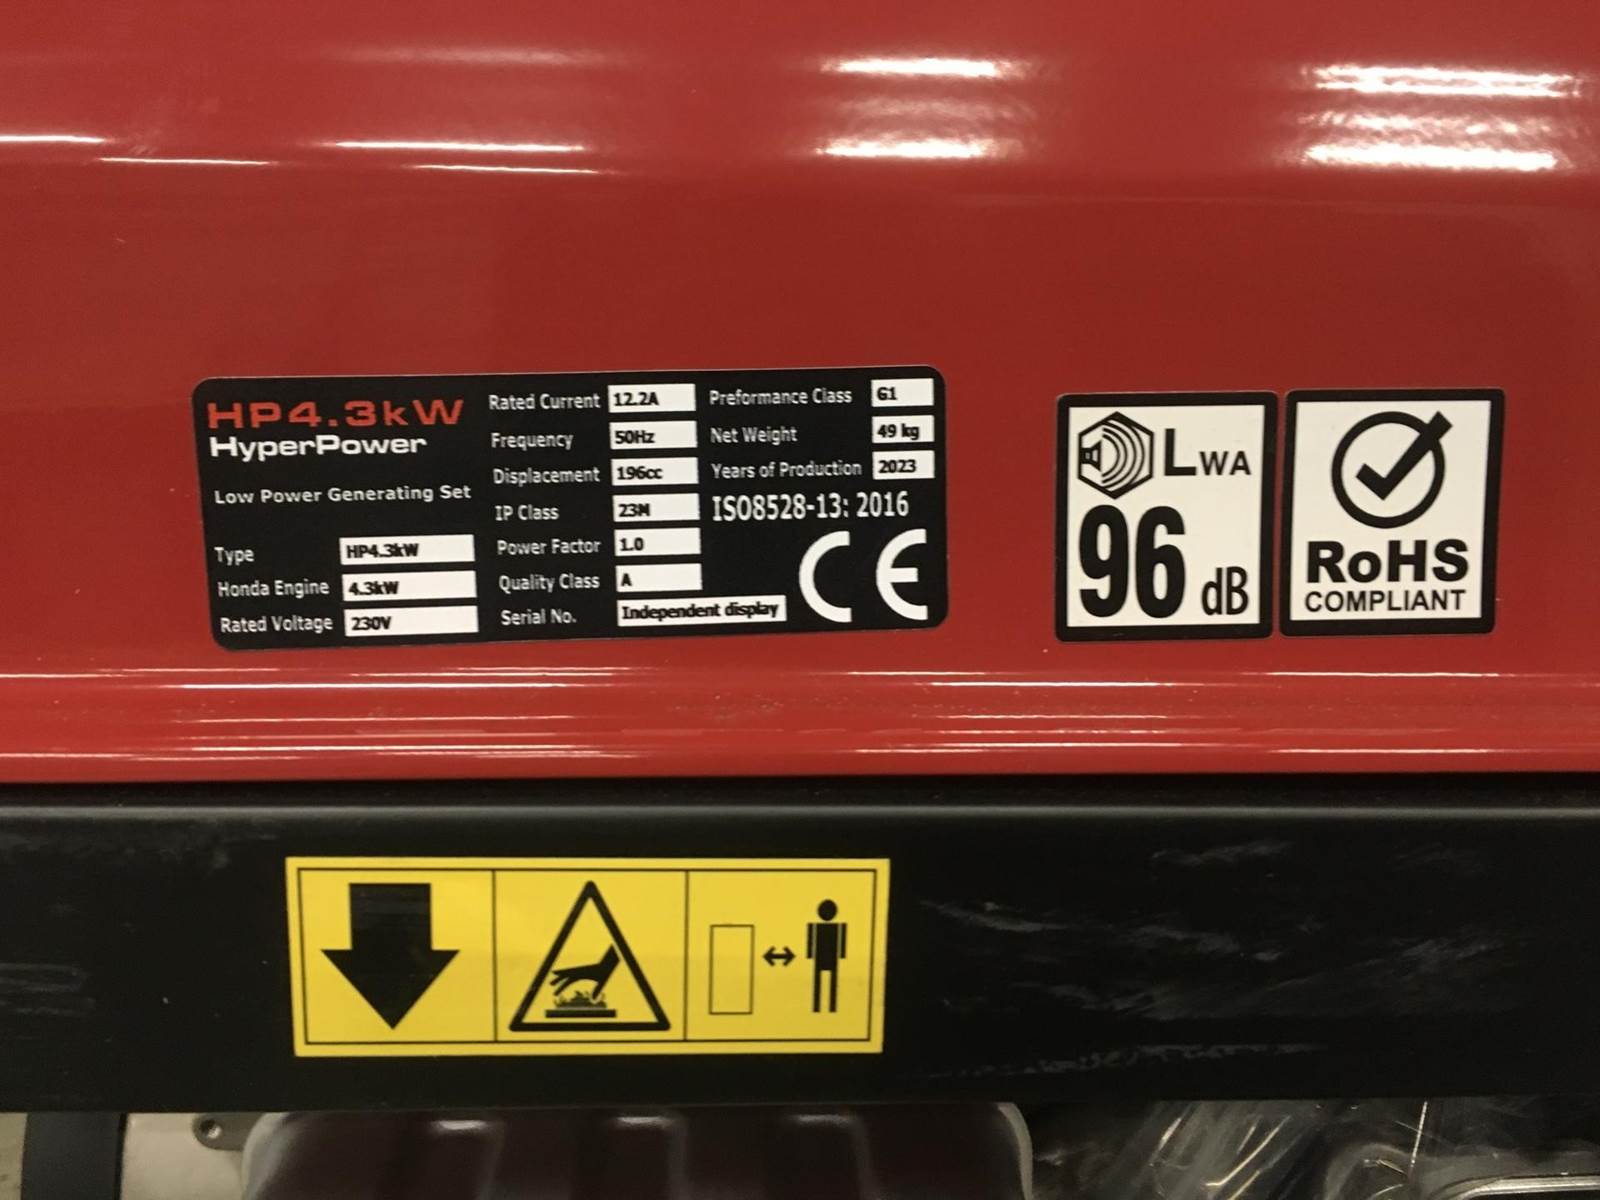 HP4.3kW
HyperPower
Low Power Generating Set
Type HP4.3kW
Honda Engine 4.3kW
Rated Voltage 230V
Rated Current 12.2A
Frequency 50Hz
Displacement 196cc
IP Class 23M
Power Factor 1.0
Quality Class A
Serial No. Independent display
Preformance Class G1
Net Weight 49 kg
Years of Production 2023
ISO8528-13: 2016
CE
LWA
96 dB
RoHS
COMPLIANT